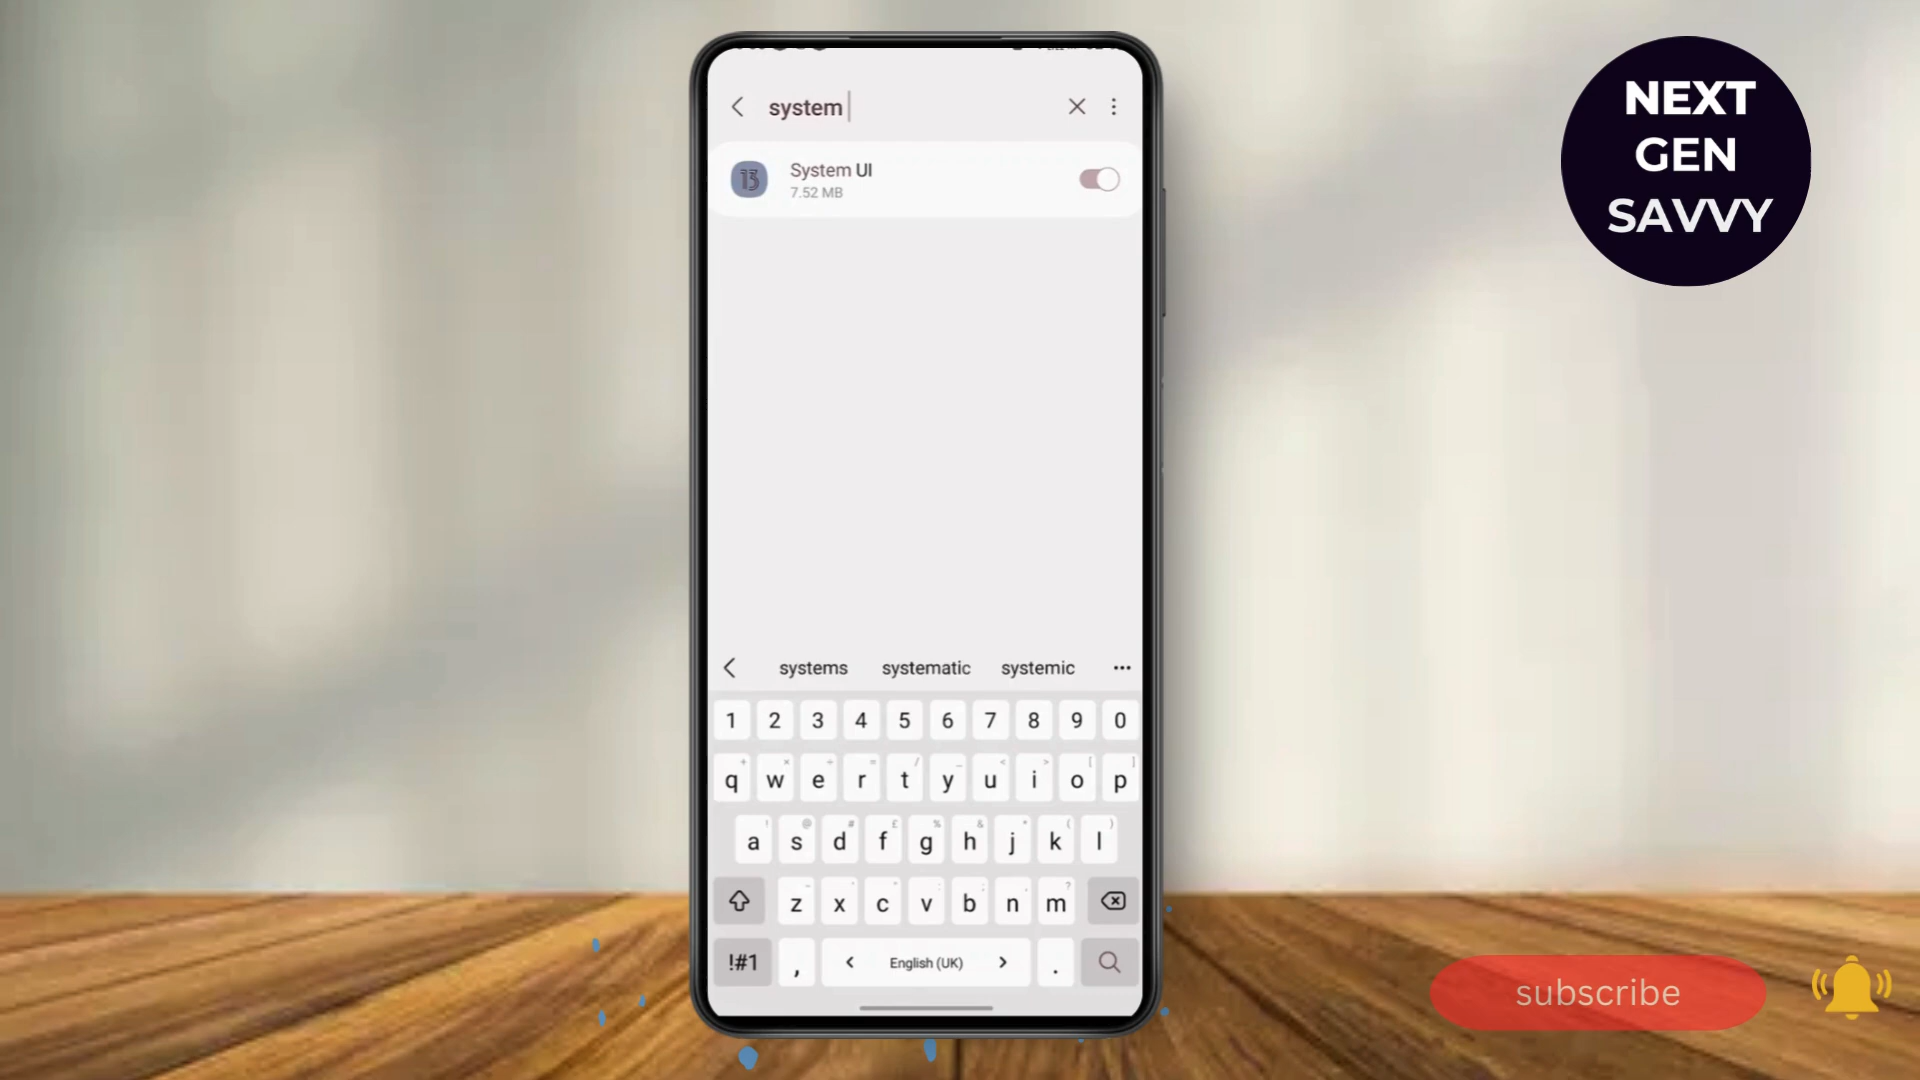 system
System UI
7.52 MB
13
systems systematic systemic
1 2 3 4 5 6 7 8 9 0
q w e r t y u i o p
a s d f g h j k l
z x c v b n m
!#1 , English (UK) .
NEXT
GEN
SAVVY
subscribe